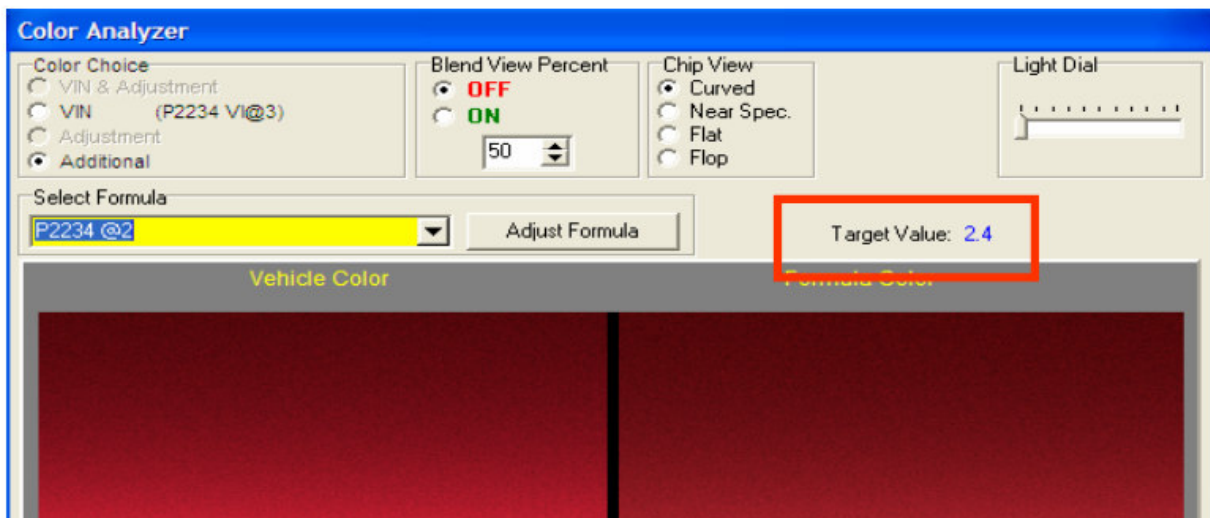 Color Analyzer
Color Choice
VIN & Adjustment
VIN (P2234 VI@3)
Adjustment
Additional
Blend View Percent
OFF
ON
50
Chip View
Curved
Near Spec.
Flat
Flop
Light Dial
Select Formula
P2234 @2
Adjust Formula
Target Value: 2.4
Vehicle Color
Formula Color